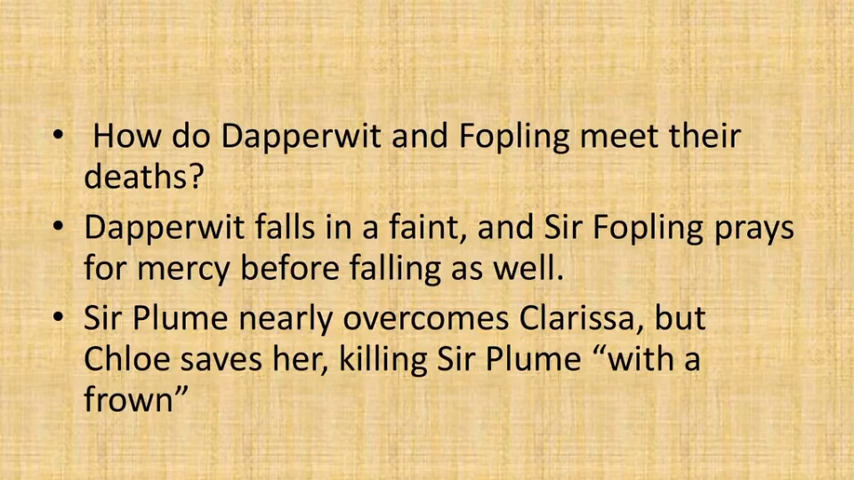 • How do Dapperwit and Fopling meet their
deaths?
• Dapperwit falls in a faint, and Sir Fopling prays
for mercy before falling as well.
• Sir Plume nearly overcomes Clarissa, but
Chloe saves her, killing Sir Plume “with a
frown”